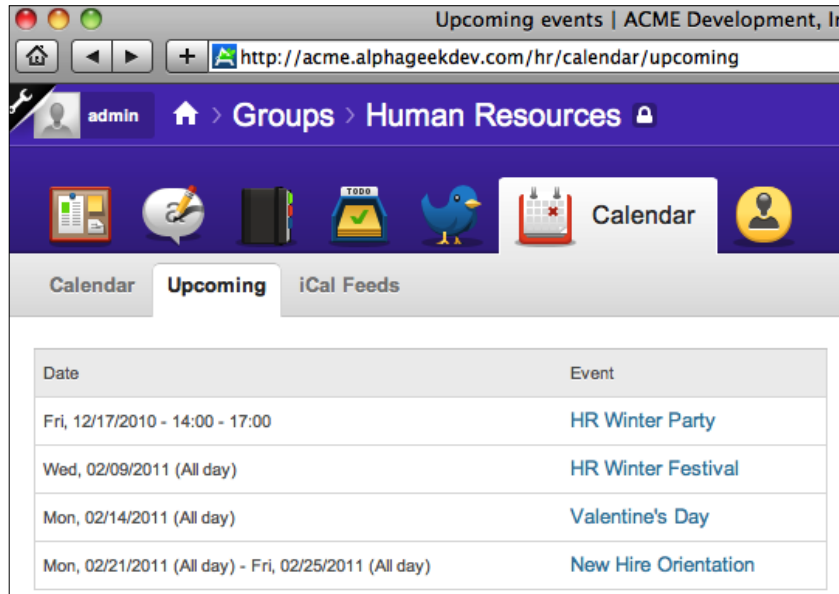 Upcoming events | ACME Development, In
http://acme.alphageekdev.com/hr/calendar/upcoming
admin > Groups > Human Resources
TODO
a
Calendar
Calendar Upcoming iCal Feeds
Date Event
Fri, 12/17/2010 - 14:00 - 17:00 HR Winter Party
Wed, 02/09/2011 (All day) HR Winter Festival
Mon, 02/14/2011 (All day) Valentine's Day
Mon, 02/21/2011 (All day) - Fri, 02/25/2011 (All day) New Hire Orientation